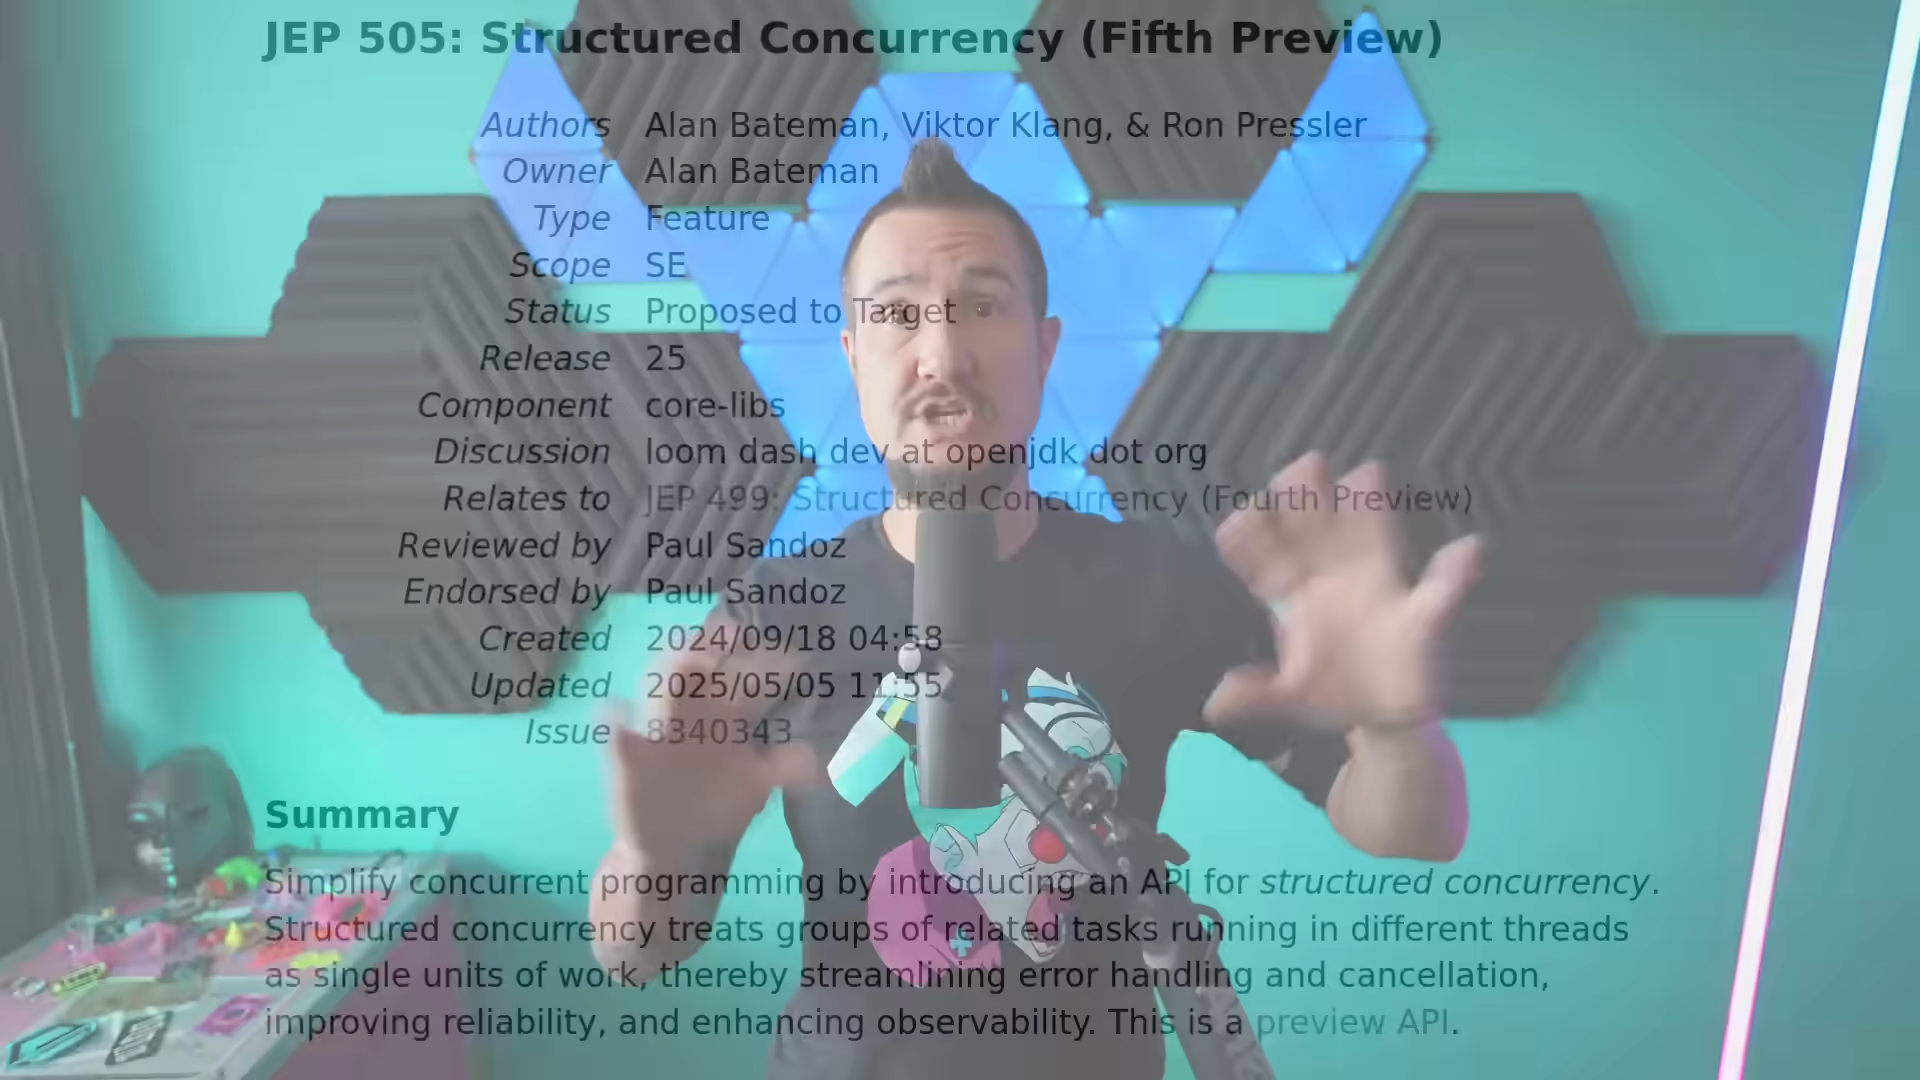 JEP 505: Structured Concurrency (Fifth Preview)
Authors Alan Bateman, Viktor Klang, & Ron Pressler
Owner Alan Bateman
Type Feature
Scope SE
Status Proposed to Target
Release 25
Component core-libs
Discussion loom dash dev at openjdk dot org
Relates to JEP 499: Structured Concurrency (Fourth Preview)
Reviewed by Paul Sandoz
Endorsed by Paul Sandoz
Created 2024/09/18 04:58
Updated 2025/05/05 11:55
Issue 8340343
Summary
Simplify concurrent programming by introducing an API for structured concurrency.
Structured concurrency treats groups of related tasks running in different threads
as single units of work, thereby streamlining error handling and cancellation,
improving reliability, and enhancing observability. This is a preview API.